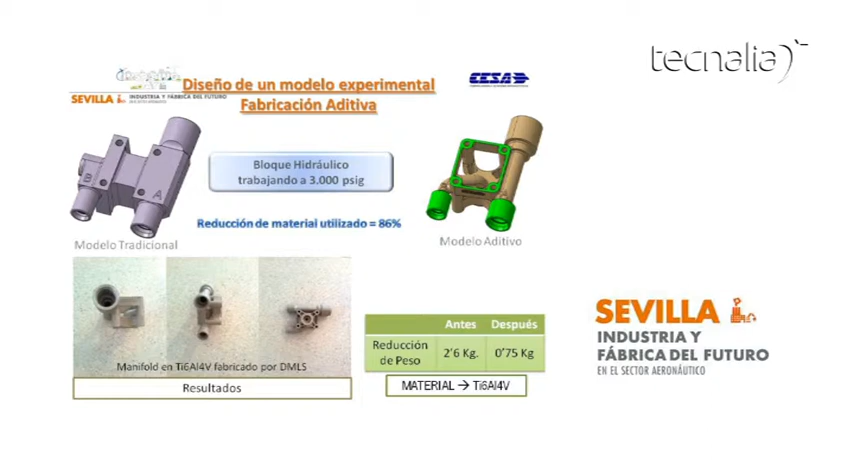 tecnalia
Diseño de un modelo experimental
Fabricación Aditiva
CESA
SEVILLA
INDUSTRIA Y FÁBRICA DEL FUTURO
Bloque Hidráulico
trabajando a 3.000 psig
B
A
Reducción de material utilizado = 86%
Modelo Tradicional
Modelo Aditivo
Manifold en Ti6Al4V fabricado por DMLS
Resultados
Antes Después
Reducción de Peso 2'6 Kg. 0'75 Kg
MATERIAL → Ti6Al4V
SEVILLA
INDUSTRIA Y
FÁBRICA DEL FUTURO
EN EL SECTOR AERONÁUTICO